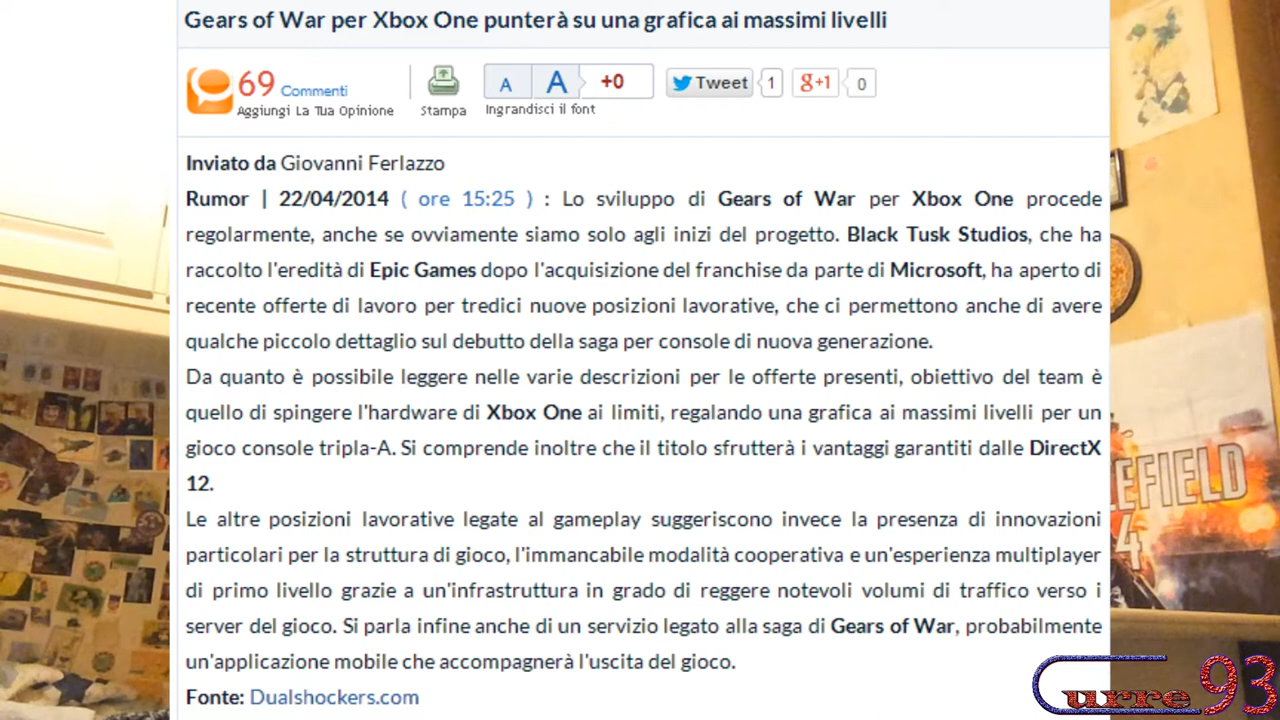 Gears of War per Xbox One punterà su una grafica ai massimi livelli
69 Commenti
Aggiungi La Tua Opinione
Stampa
A A +0
Ingrandisci il font
Tweet 1
g+1 0
Inviato da Giovanni Ferlazzo
Rumor | 22/04/2014 ( ore 15:25 ) : Lo sviluppo di Gears of War per Xbox One procede
regolarmente, anche se ovviamente siamo solo agli inizi del progetto. Black Tusk Studios, che ha
raccolto l'eredità di Epic Games dopo l'acquisizione del franchise da parte di Microsoft, ha aperto di
recente offerte di lavoro per tredici nuove posizioni lavorative, che ci permettono anche di avere
qualche piccolo dettaglio sul debutto della saga per console di nuova generazione.
Da quanto è possibile leggere nelle varie descrizioni per le offerte presenti, obiettivo del team è
quello di spingere l'hardware di Xbox One ai limiti, regalando una grafica ai massimi livelli per un
gioco console tripla-A. Si comprende inoltre che il titolo sfrutterà i vantaggi garantiti dalle DirectX
12.
Le altre posizioni lavorative legate al gameplay suggeriscono invece la presenza di innovazioni
particolari per la struttura di gioco, l'immancabile modalità cooperativa e un'esperienza multiplayer
di primo livello grazie a un'infrastruttura in grado di reggere notevoli volumi di traffico verso i
server del gioco. Si parla infine anche di un servizio legato alla saga di Gears of War, probabilmente
un'applicazione mobile che accompagnerà l'uscita del gioco.
Fonte: Dualshockers.com
EFIELD
4
Curre93